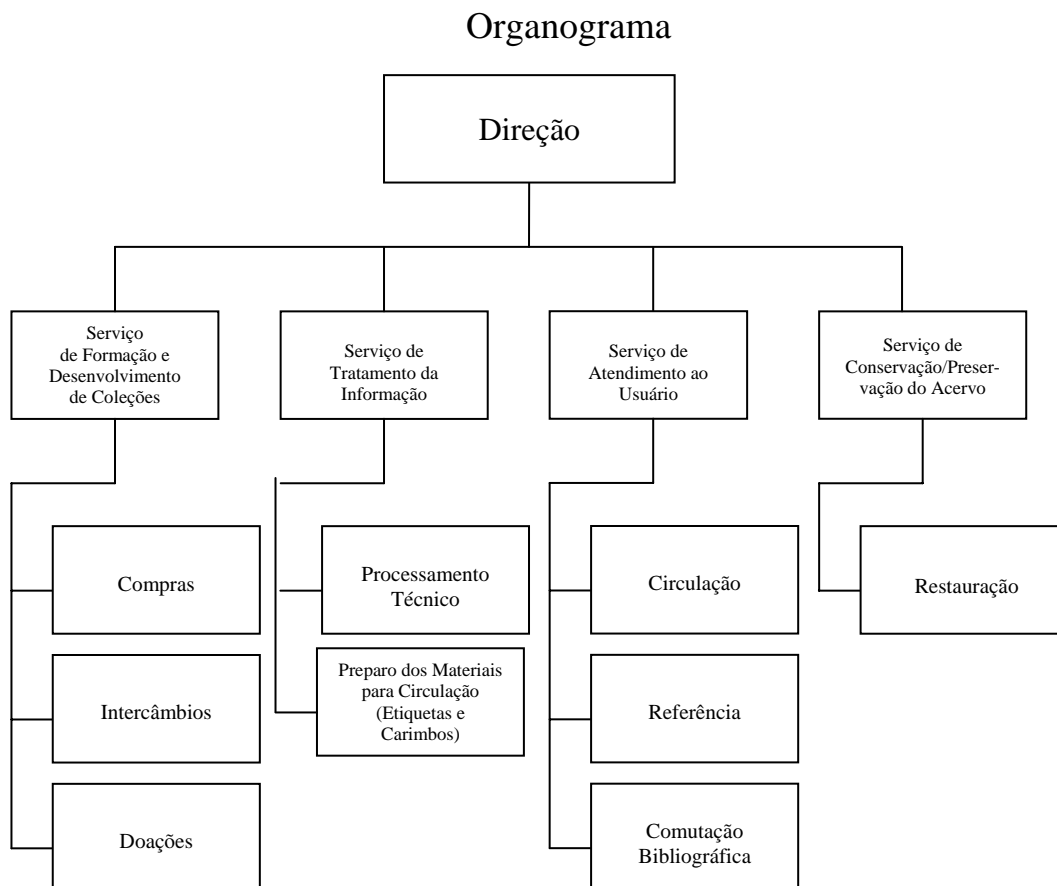 Organograma
Direção
Serviço
de Formação e
Desenvolvimento
de Coleções
Serviço de
Tratamento da
Informação
Serviço de
Atendimento ao
Usuário
Serviço de
Conservação/Preser-
vação do Acervo
Compras
Intercâmbios
Doações
Processamento
Técnico
Preparo dos Materiais
para Circulação
(Etiquetas e
Carimbos)
Circulação
Referência
Comutação
Bibliográfica
Restauração